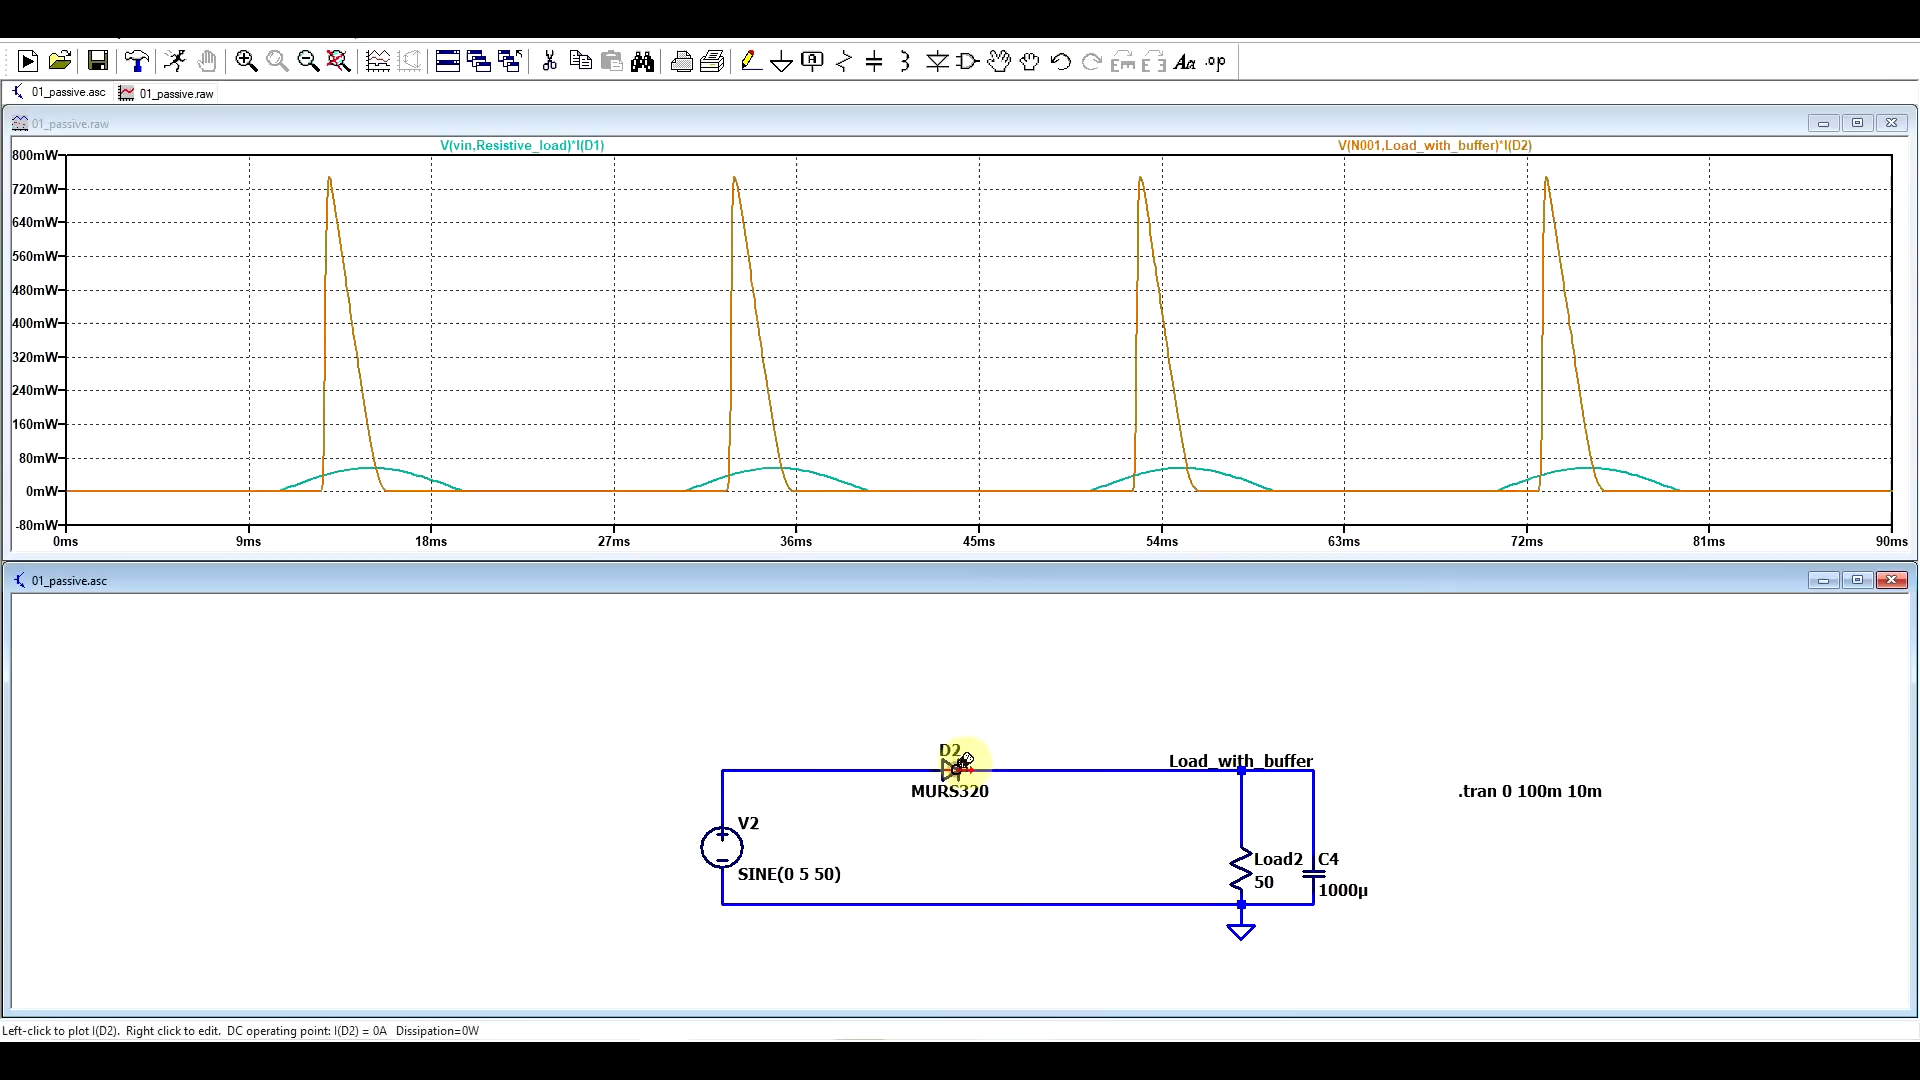 01_passive.asc 01_passive.raw
01_passive.raw
V(vin,Resistive_load)*I(D1) V(N001,Load_with_buffer)*I(D2)
800mW
720mW
640mW
560mW
480mW
400mW
320mW
240mW
160mW
80mW
0mW
-80mW
0ms 9ms 18ms 27ms 36ms 45ms 54ms 63ms 72ms 81ms 90ms
01_passive.asc
D2
MURS320
Load_with_buffer
.tran 0 100m 10m
V2
SINE(0 5 50)
Load2
50
C4
1000µ
Left-click to plot I(D2). Right click to edit. DC operating point: I(D2) = 0A Dissipation=0W